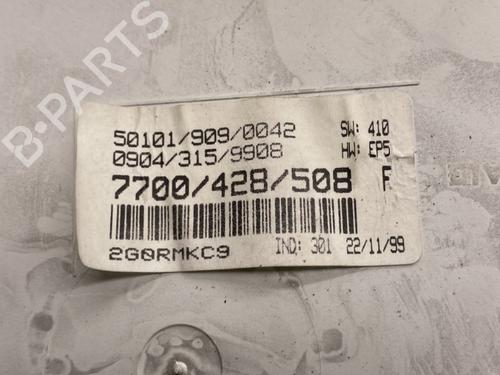 B-PARTS
50101/909/0042 SW: 410
0904/315/9908 HW: EP5
7700/428/508 F
2G0RMKC9 IND: 301 22/11/99